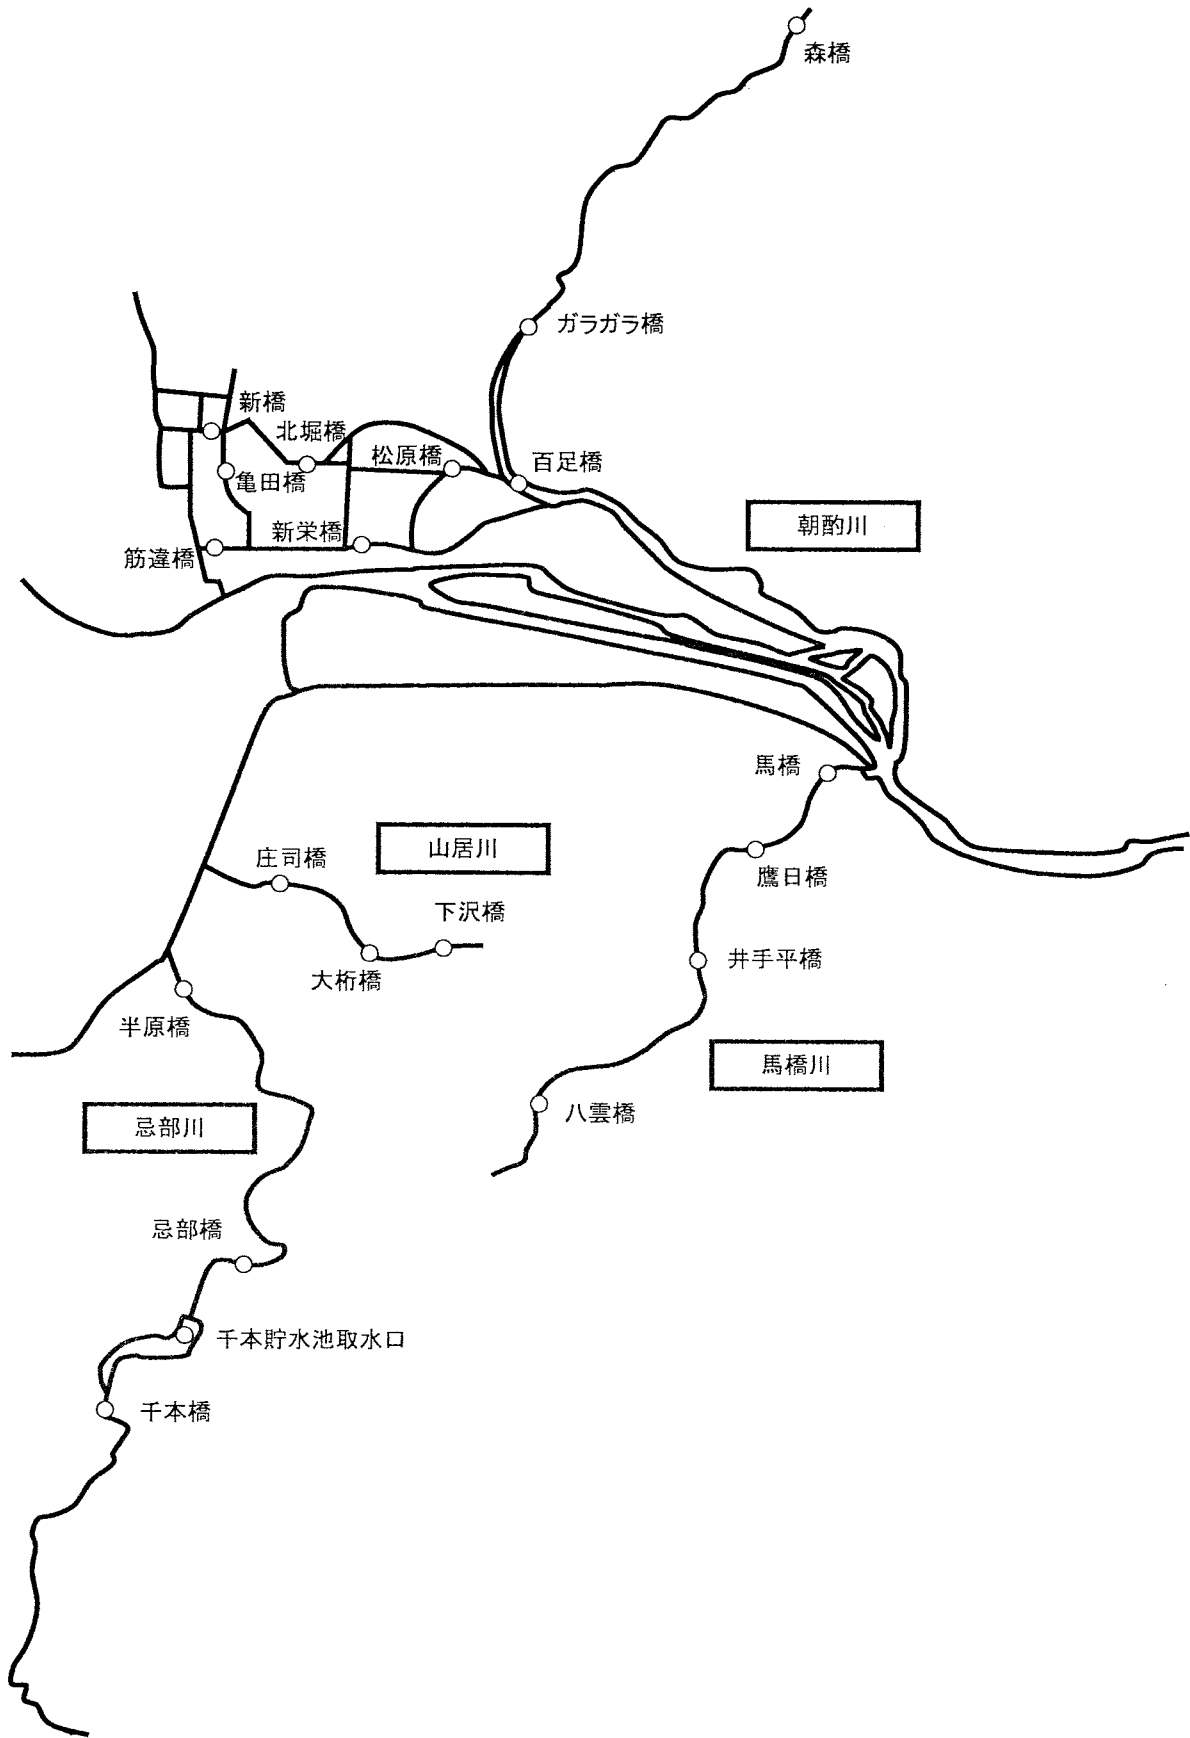 森橋
ガラガラ橋
新橋
北堀橋
松原橋
百足橋
亀田橋
新栄橋
筋違橋
朝酌川
馬橋
庄司橋
山居川
鷹日橋
下沢橋
大桁橋
井手平橋
半原橋
馬橋川
八雲橋
忌部川
忌部橋
千本貯水池取水口
千本橋